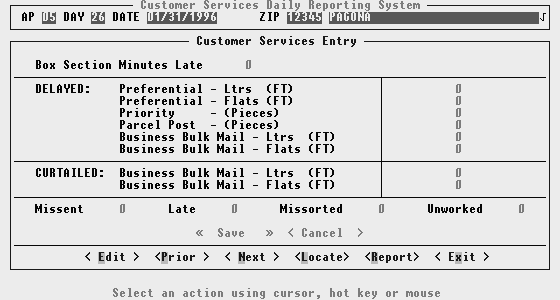 Customer Services Daily Reporting System
AP 05 DAY 26 DATE 01/31/1996 ZIP 12345 PAGUNA
Customer Services Entry
Box Section Minutes Late 0
DELAYED: Preferential - Ltrs (FT) 0
Preferential - Flats (FT) 0
Priority - (Pieces) 0
Parcel Post - (Pieces) 0
Business Bulk Mail - Ltrs (FT) 0
Business Bulk Mail - Flats (FT) 0
CURTAILED: Business Bulk Mail - Ltrs (FT) 0
Business Bulk Mail - Flats (FT) 0
Missent 0 Late 0 Missorted 0 Unworked 0
« Save » < Cancel >
< Edit > <Prior > < Next > <Locate> <Report> < Exit >
Select an action using cursor, hot key or mouse